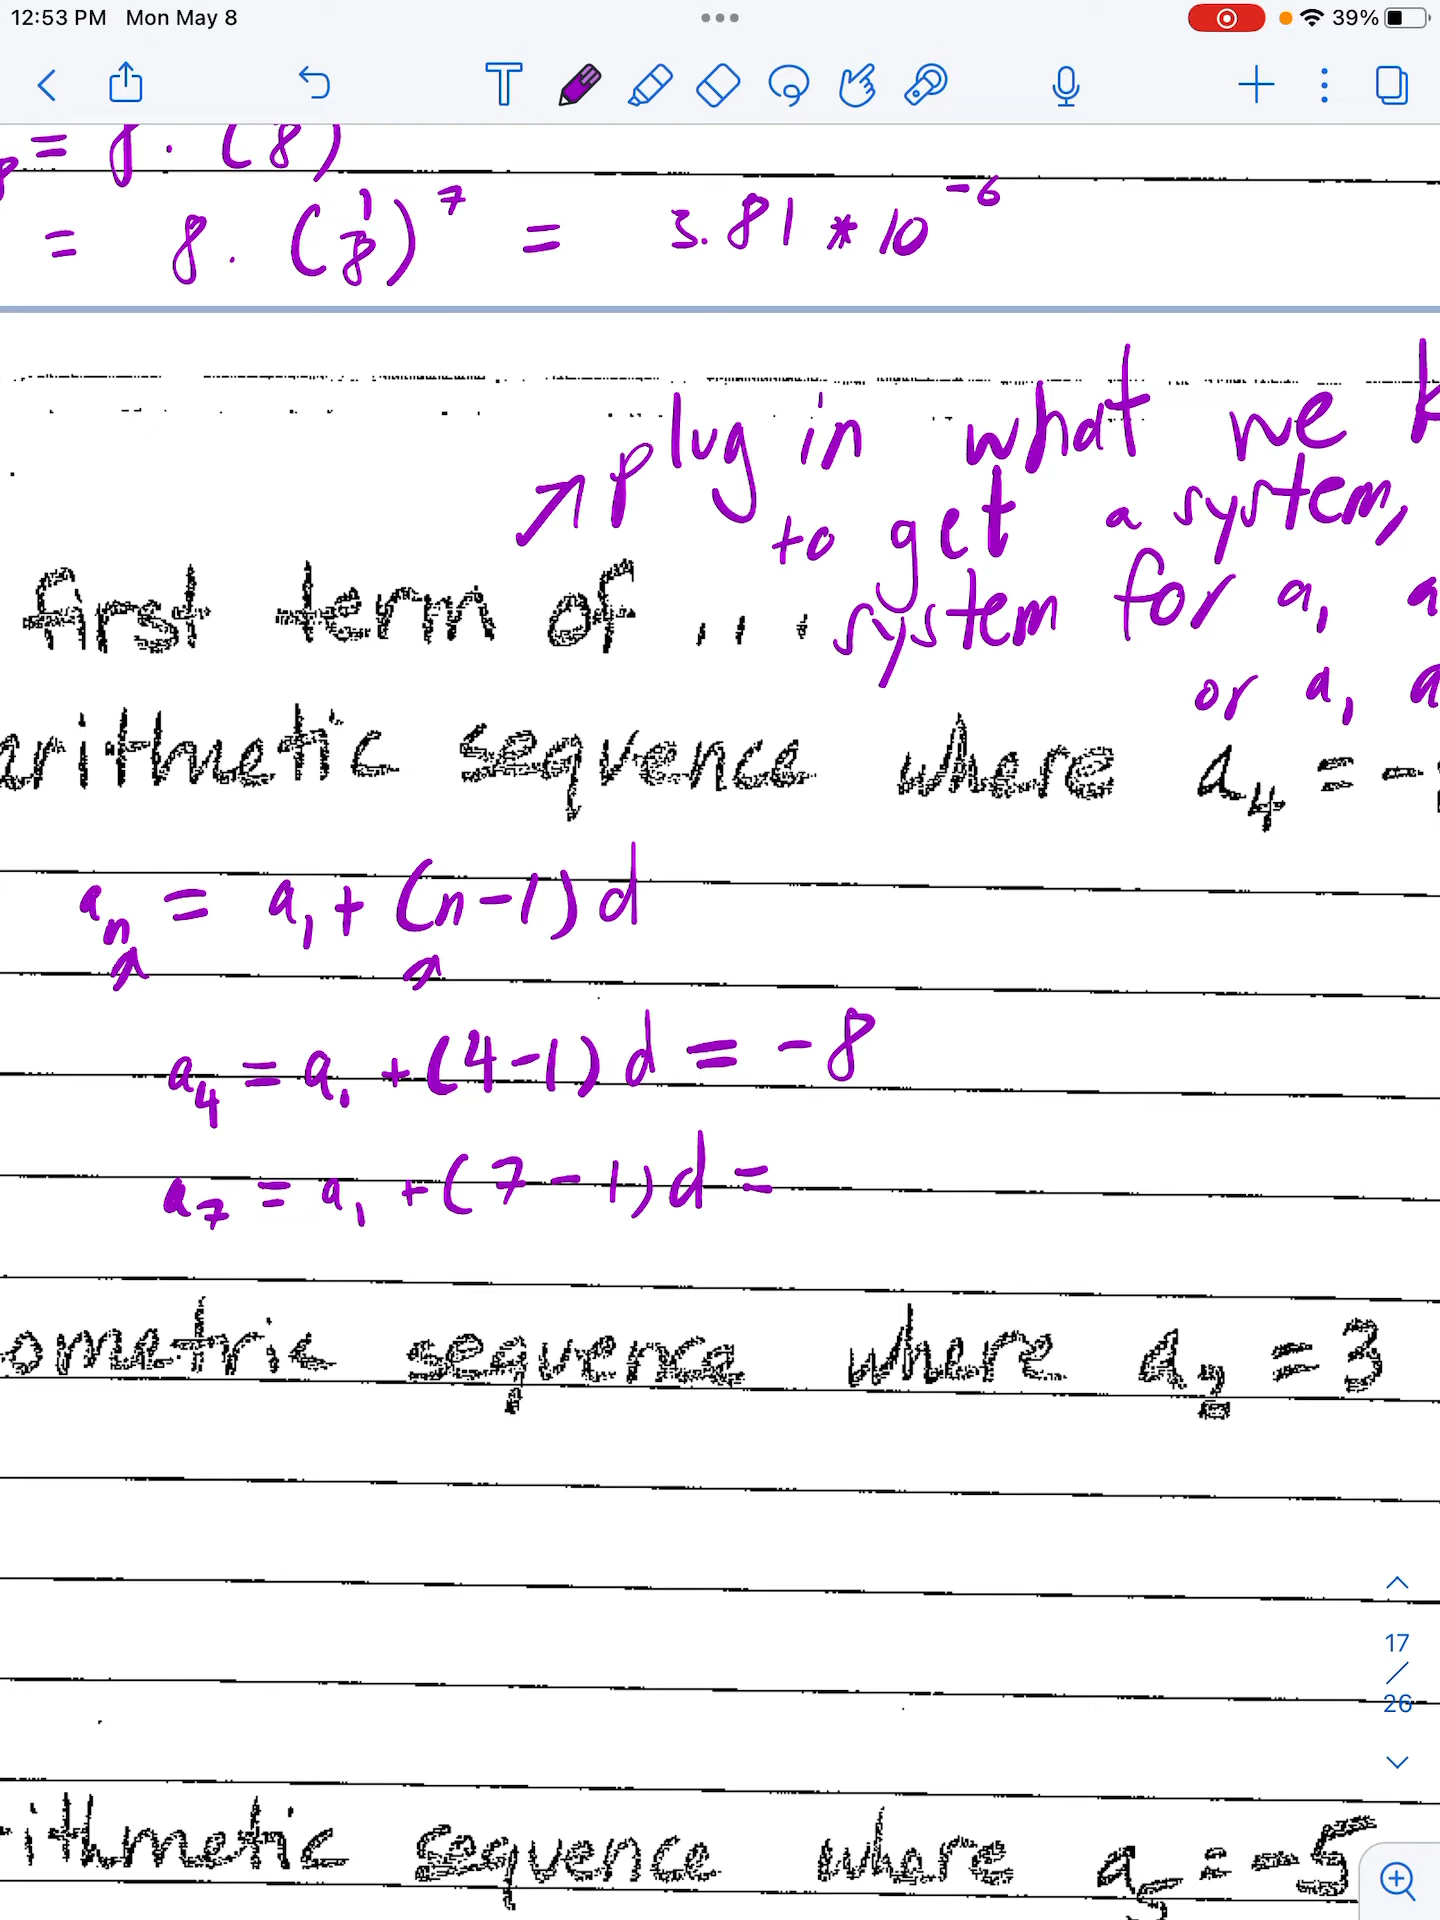 12:53 PM Mon May 8
39%
= 8 . (8)
= 8 . (1/8)^7 = 3.81 * 10^-6
plug in what we
to get a system,
first term of ... system for a₁
or a₁
arithmetic sequence where a₄ = -
aₙ = a₁ + (n-1)d
a₄ = a₁ + (4-1)d = -8
a₇ = a₁ + (7-1)d =
ometric sequence where a₂ = 3
17
/
26
ithmetic sequence where a₅ = -5